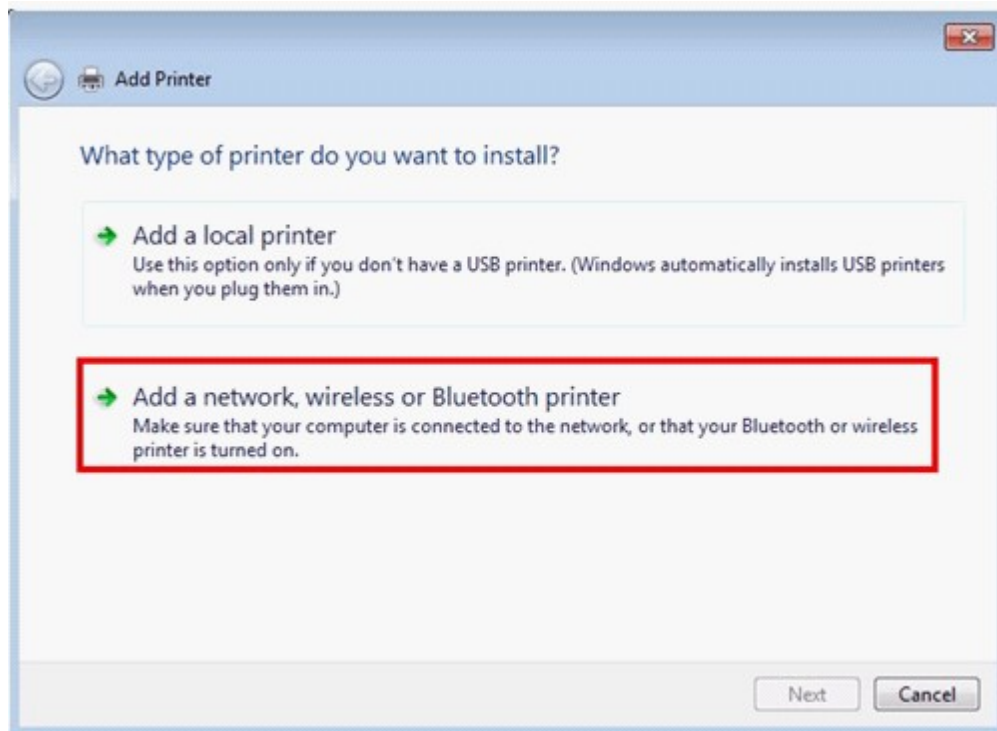 Add Printer
What type of printer do you want to install?
Add a local printer
Use this option only if you don't have a USB printer. (Windows automatically installs USB printers
when you plug them in.)
Add a network, wireless or Bluetooth printer
Make sure that your computer is connected to the network, or that your Bluetooth or wireless
printer is turned on.
Next
Cancel